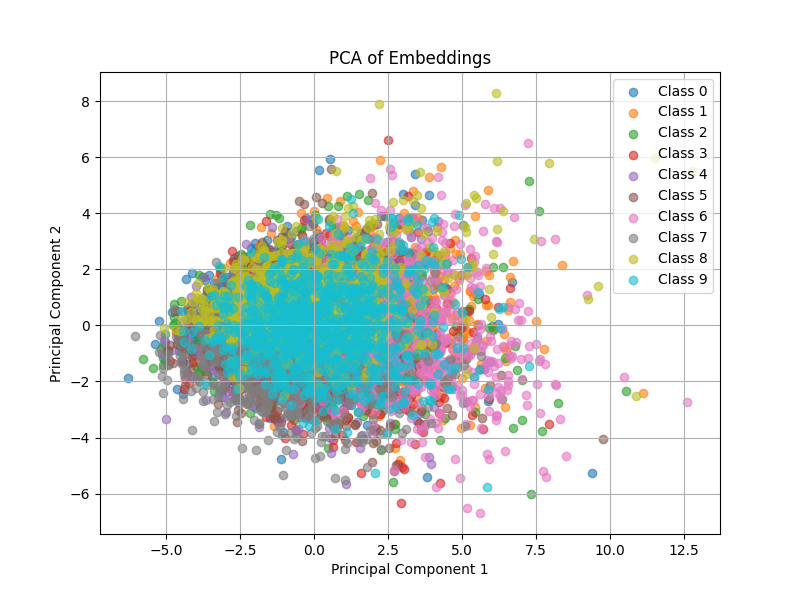 PCA of Embeddings
Class 0
Class 1
Class 2
Class 3
Class 4
Class 5
Class 6
Class 7
Class 8
Class 9
8
6
4
2
0
−2
−4
−6
Principal Component 2
−5.0 −2.5 0.0 2.5 5.0 7.5 10.0 12.5
Principal Component 1